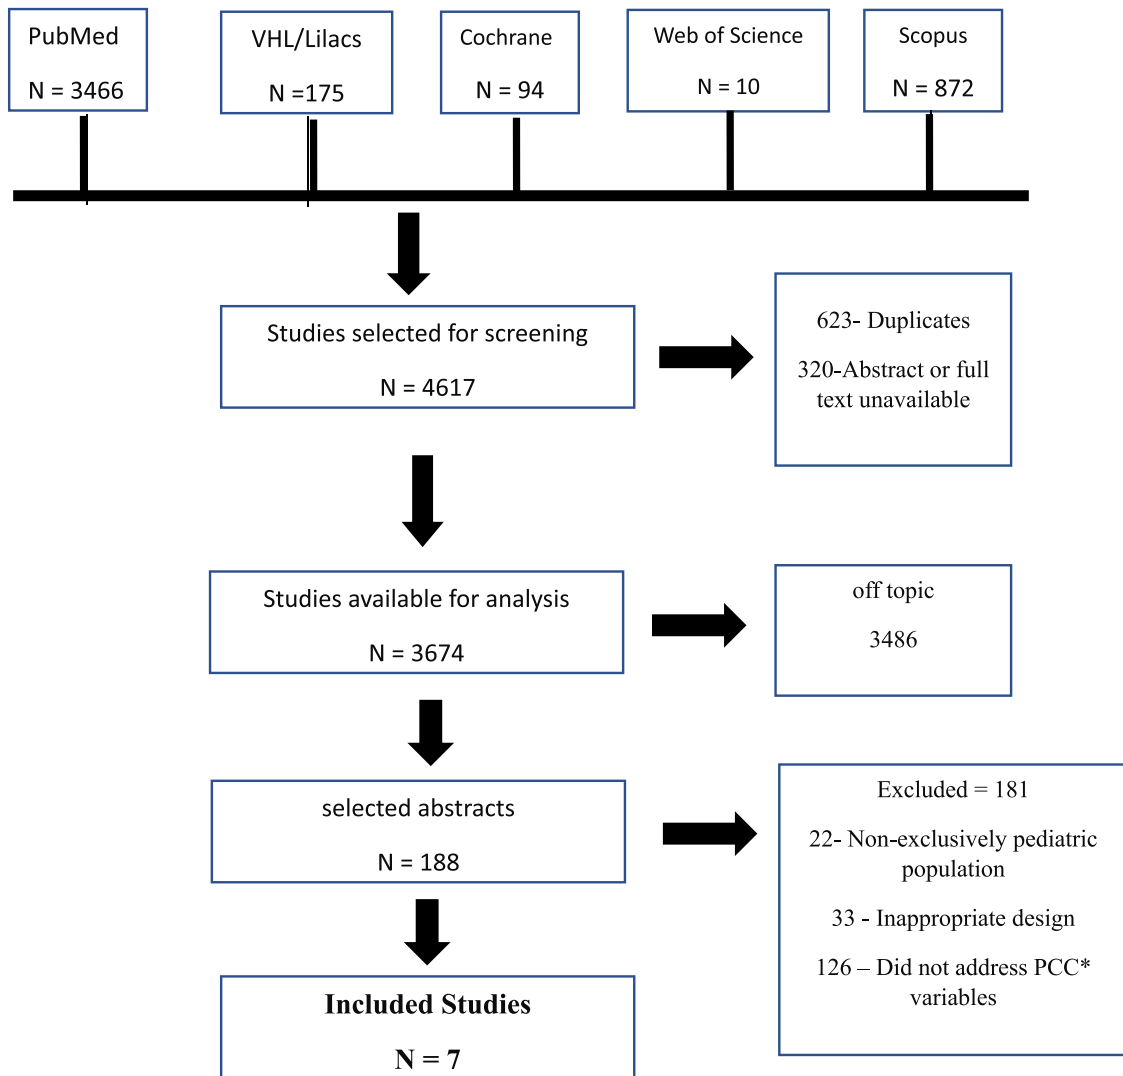 PubMed
N = 3466
VHL/Lilacs
N =175
Cochrane
N = 94
Web of Science
N = 10
Scopus
N = 872
Studies selected for screening
N = 4617
623- Duplicates
320-Abstract or full
text unavailable
Studies available for analysis
N = 3674
off topic
3486
selected abstracts
N = 188
Excluded = 181
22- Non-exclusively pediatric
population
33 - Inappropriate design
126 – Did not address PCC*
variables
Included Studies
N = 7